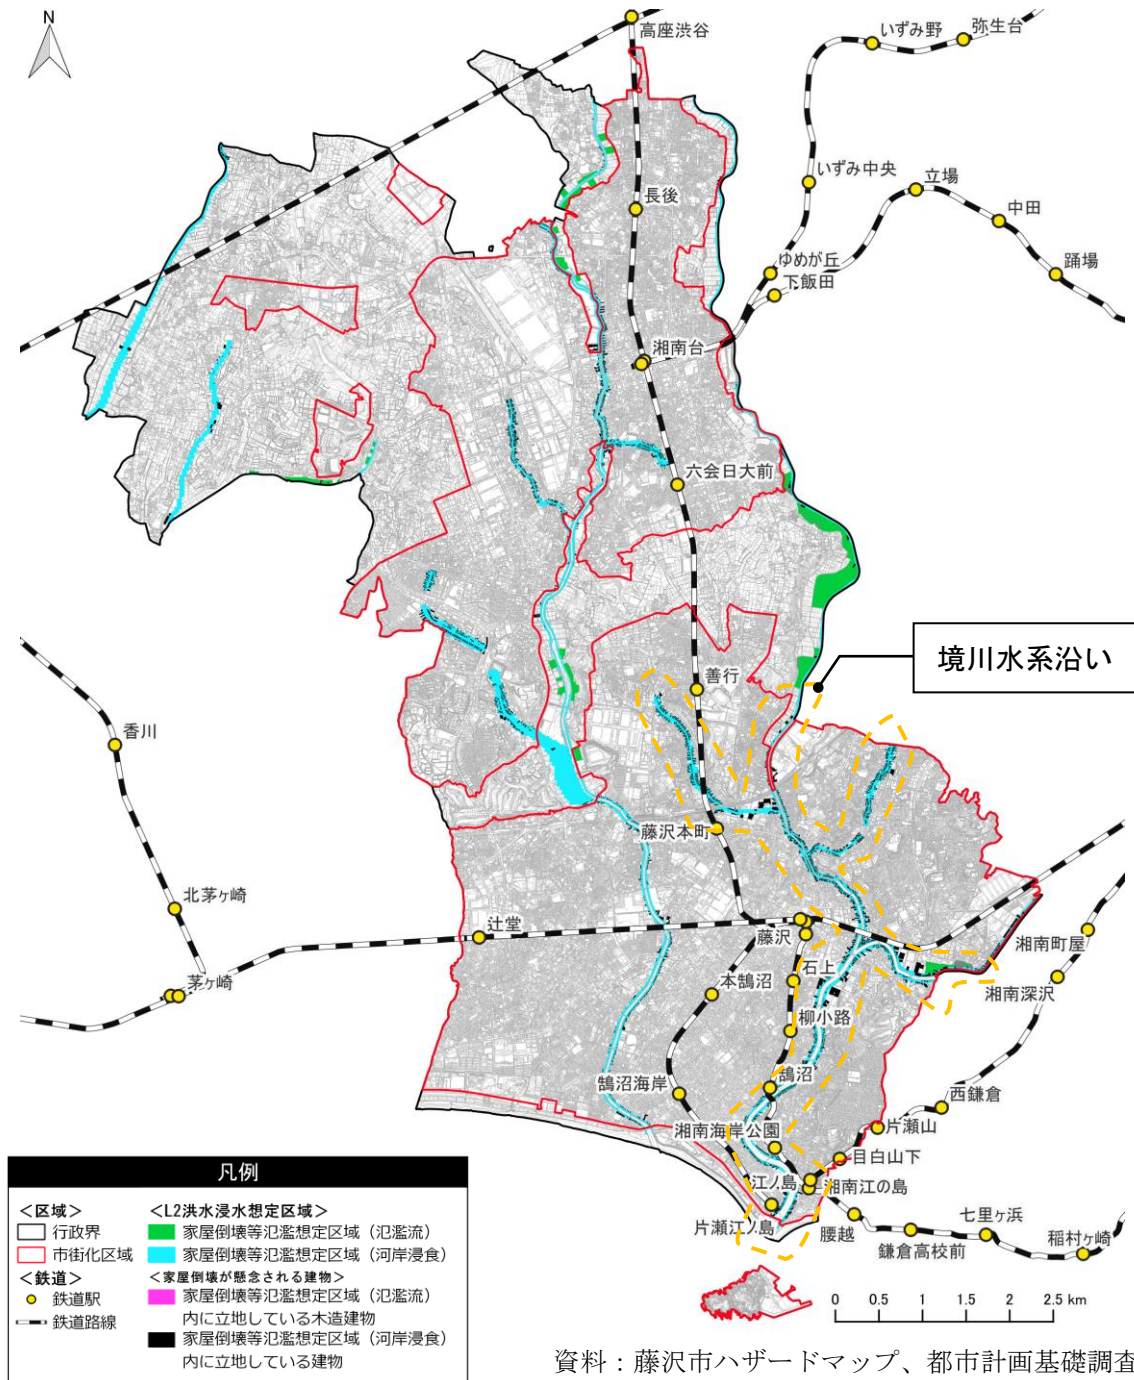 N
高座渋谷
いずみ野
弥生台
いずみ中央
立場
中田
長後
ゆめが丘
踊場
下飯田
湘南台
六会日大前
境川水系沿い
善行
香川
藤沢本町
北茅ヶ崎
辻堂
藤沢
湘南町屋
茅ヶ崎
本鵠沼
石上
湘南深沢
柳小路
鵠沼海岸
鵠沼
西鎌倉
湘南海岸公園
片瀬山
目白山下
江ノ島
湘南江の島
片瀬江ノ島
腰越
鎌倉高校前
七里ヶ浜
稲村ヶ崎
凡例
＜区域＞
行政界
市街化区域
＜鉄道＞
鉄道駅
鉄道路線
＜L2洪水浸水想定区域＞
家屋倒壊等氾濫想定区域（氾濫流）
家屋倒壊等氾濫想定区域（河岸浸食）
＜家屋倒壊が懸念される建物＞
家屋倒壊等氾濫想定区域（氾濫流）
内に立地している木造建物
家屋倒壊等氾濫想定区域（河岸浸食）
内に立地している建物
0 0.5 1 1.5 2 2.5 km
資料：藤沢市ハザードマップ、都市計画基礎調査